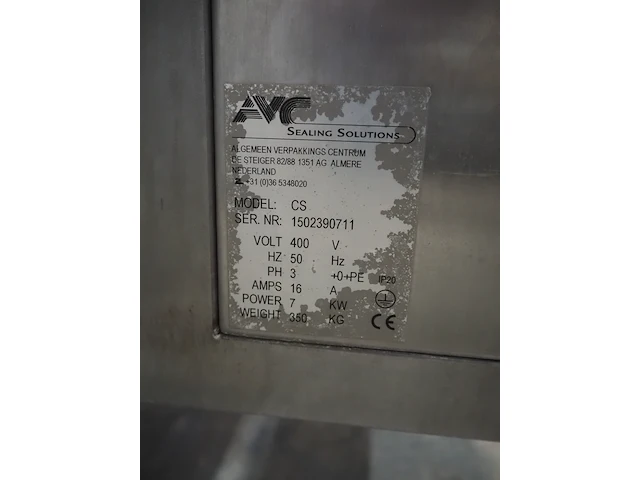 AVC
SEALING SOLUTIONS
ALGEMEEN VERPAKKINGS CENTRUM
DE STEIGER 82/88 1351 AG ALMERE
NEDERLAND
+31 (0)36 5348020
MODEL: CS
SER. NR: 1502390711
VOLT 400 V
HZ 50 Hz
PH 3 +0+PE IP20
AMPS 16 A
POWER 7 KW
WEIGHT 350 KG CE